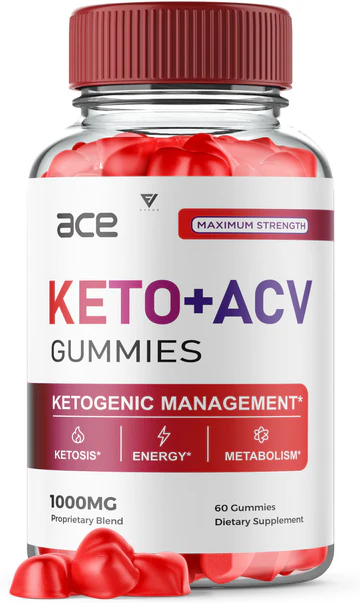 ace
MAXIMUM STRENGTH
KETO+ACV
GUMMIES
KETOGENIC MANAGEMENT*
KETOSIS*
ENERGY*
METABOLISM*
1000MG
Proprietary Blend
60 Gummies
Dietary Supplement